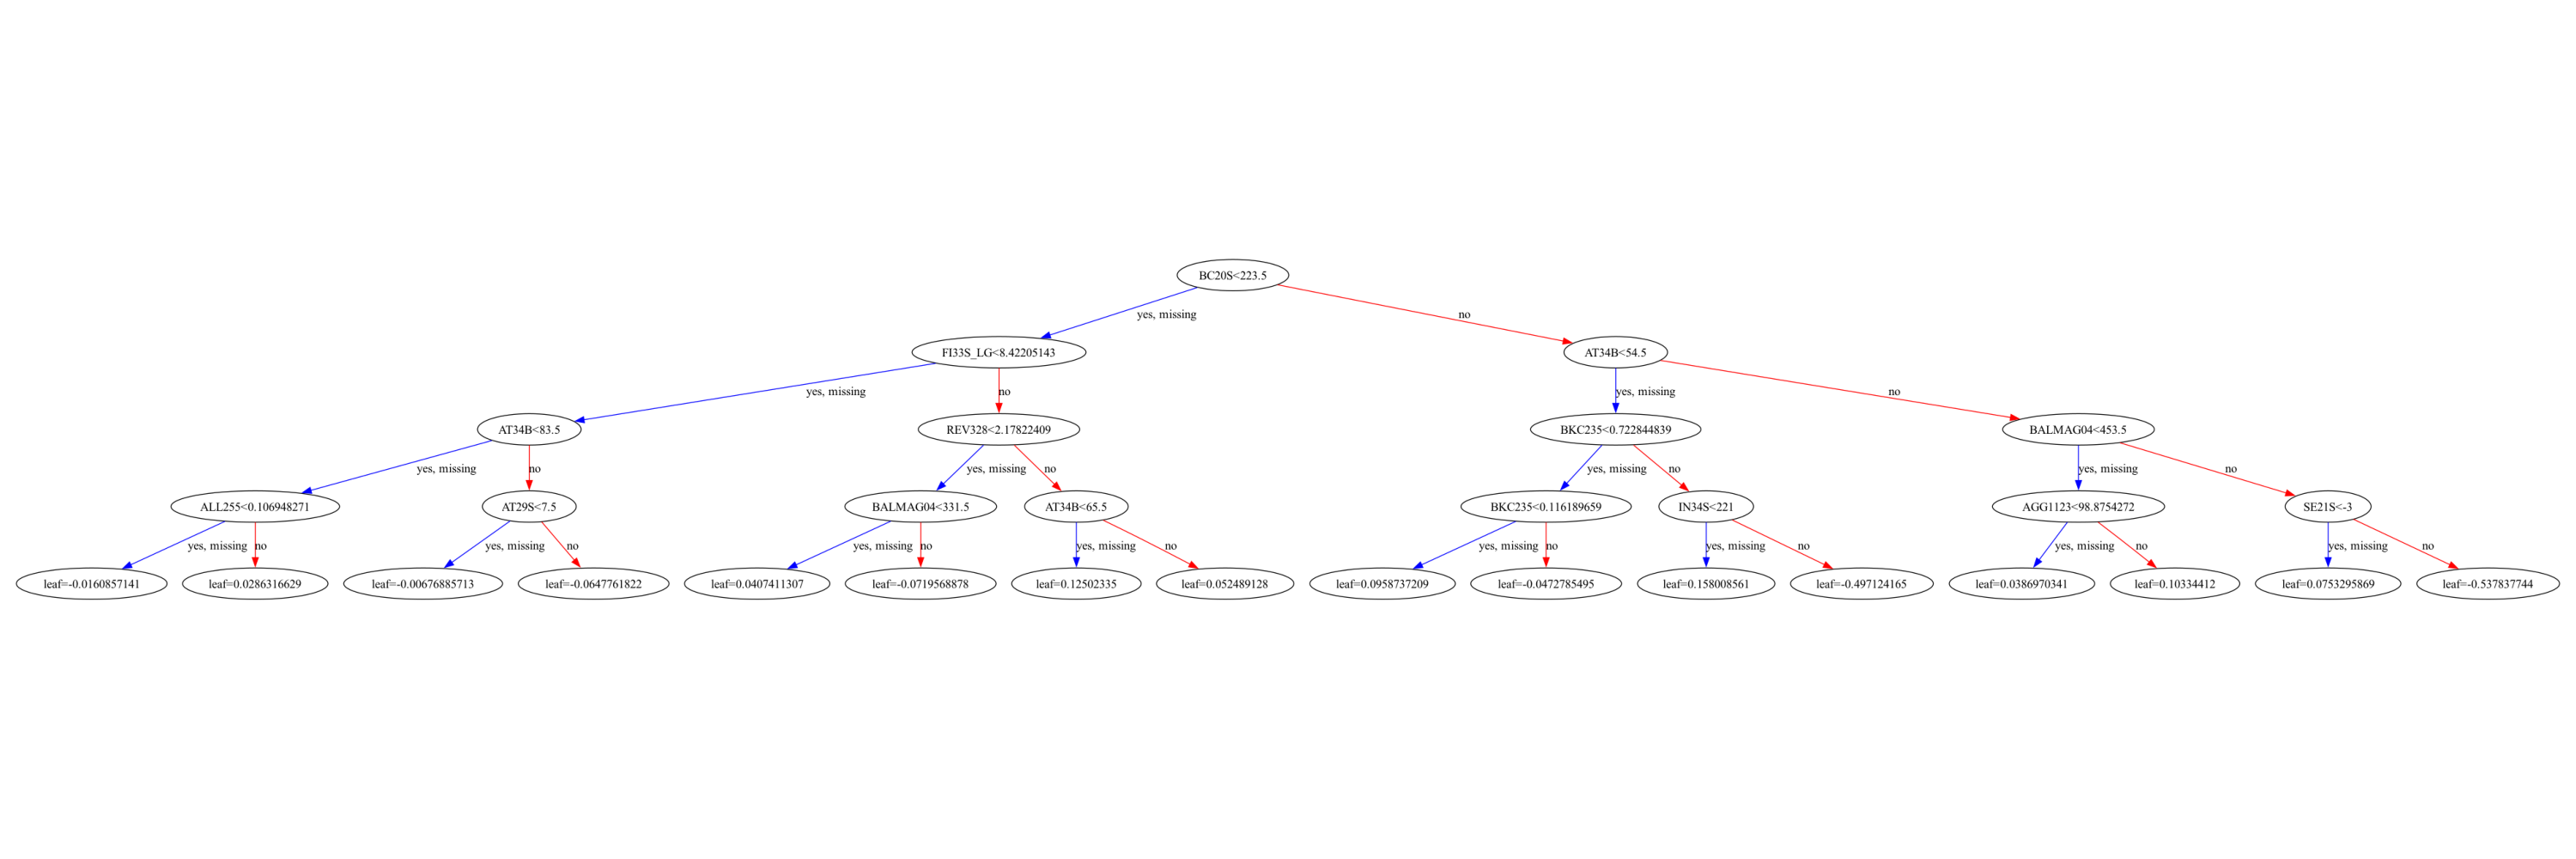 BC20S<223.5
yes, missing
no
FI33S_LG<8.42205143
AT34B<54.5
yes, missing
no
yes, missing
no
AT34B<83.5
REV328<2.17822409
BKC235<0.722844839
BALMAG04<453.5
yes, missing
no
yes, missing
no
yes, missing
no
yes, missing
no
ALL255<0.106948271
AT29S<7.5
BALMAG04<331.5
AT34B<65.5
BKC235<0.116189659
IN34S<221
AGG1123<98.8754272
SE21S<-3
yes, missing
no
yes, missing
no
yes, missing
no
yes, missing
no
yes, missing
no
yes, missing
no
yes, missing
no
yes, missing
no
leaf=-0.0160857141
leaf=0.0286316629
leaf=-0.00676885713
leaf=-0.0647761822
leaf=0.0407411307
leaf=-0.0719568878
leaf=0.12502335
leaf=0.052489128
leaf=0.0958737209
leaf=-0.0472785495
leaf=0.158008561
leaf=-0.497124165
leaf=0.0386970341
leaf=0.10334412
leaf=0.0753295869
leaf=-0.537837744